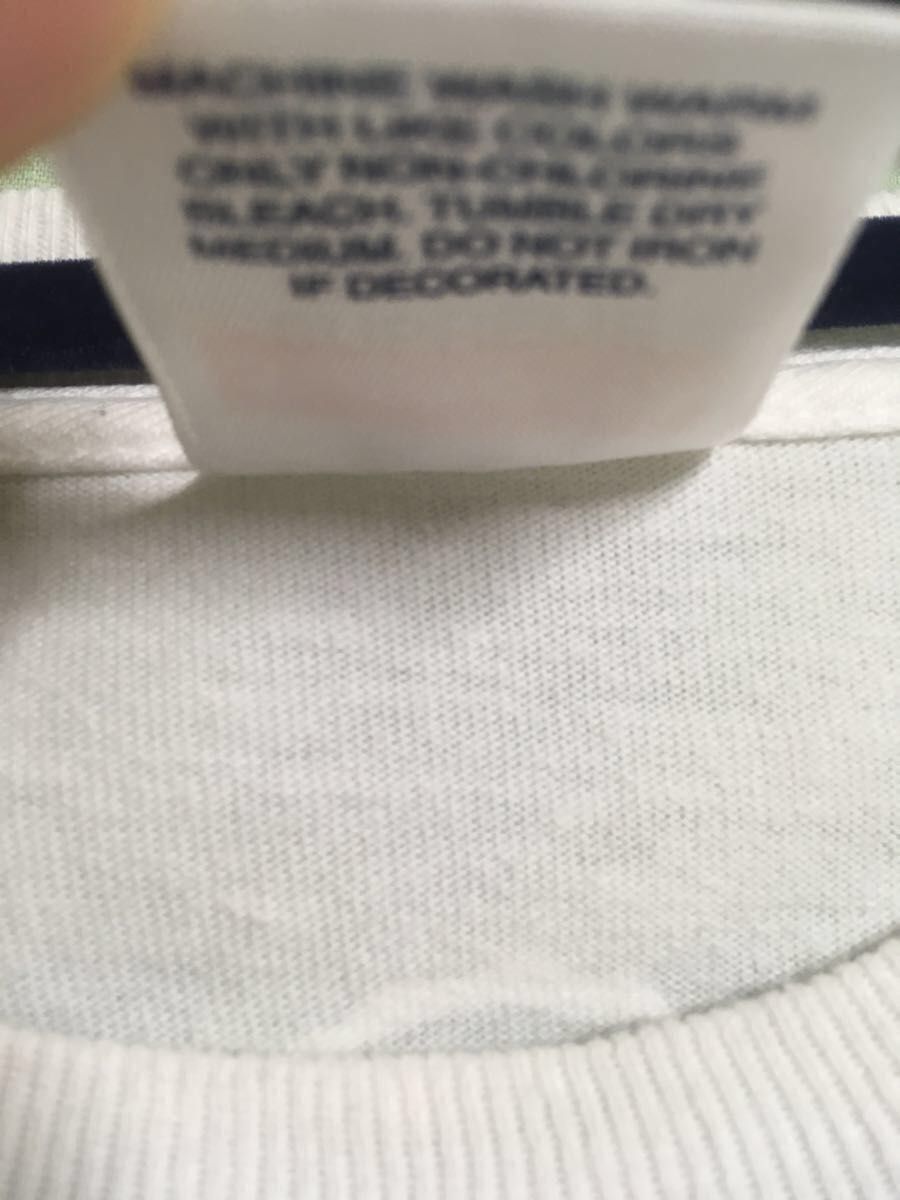 MACHINE WASH WARM
WITH LIKE COLORS
ONLY NON-CHLORINE
BLEACH. TUMBLE DRY
MEDIUM. DO NOT IRON
IF DECORATED.